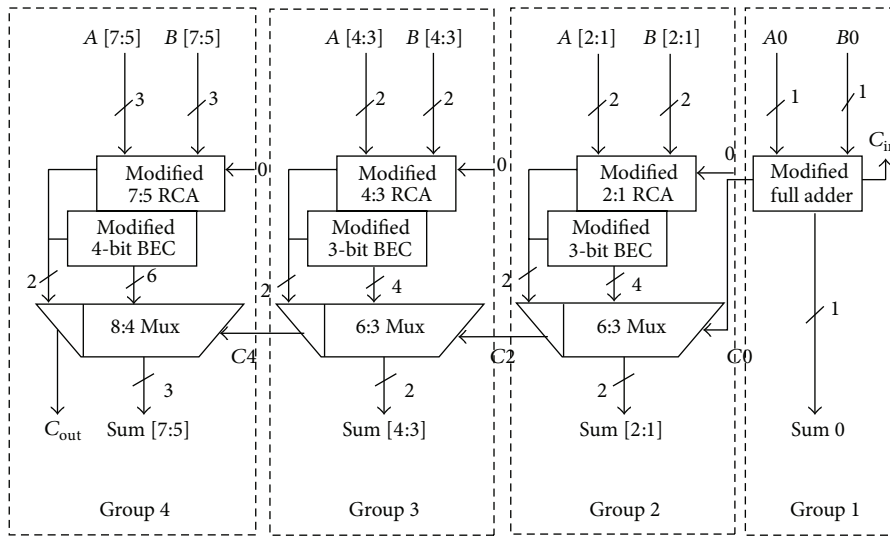 A [7:5] B [7:5] A [4:3] B [4:3] A [2:1] B [2:1] A0 B0
3 3 2 2 2 2 1 1
C_in
Modified 7:5 RCA
0
Modified 4:3 RCA
0
Modified 2:1 RCA
0
Modified full adder
Modified 4-bit BEC
Modified 3-bit BEC
Modified 3-bit BEC
2 6 2 4 2 4
1
8:4 Mux
C4
6:3 Mux
C2
6:3 Mux
C0
3 2 2
C_out Sum [7:5] Sum [4:3] Sum [2:1] Sum 0
Group 4 Group 3 Group 2 Group 1